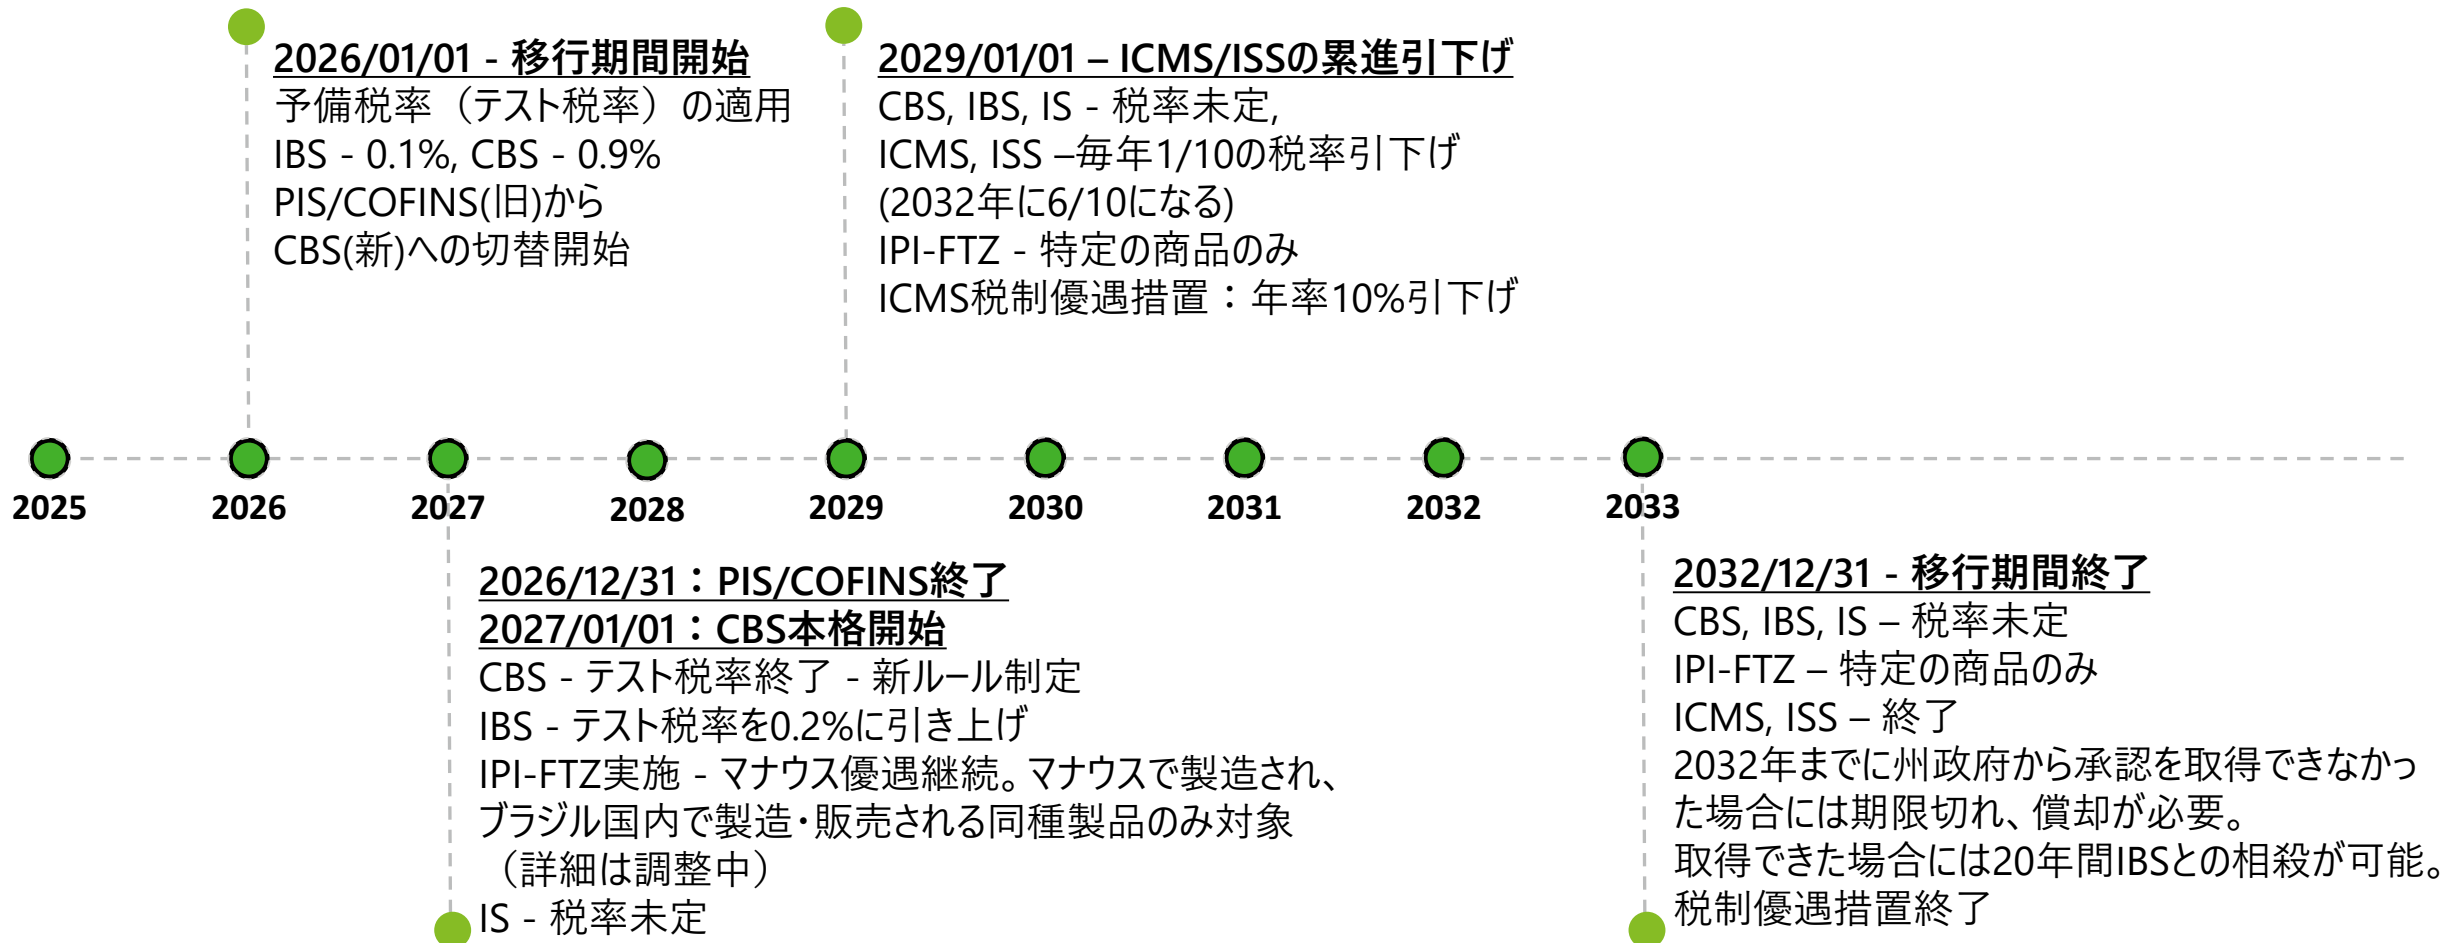 2026/01/01 - 移行期間開始
予備税率（テスト税率）の適用
IBS - 0.1%, CBS - 0.9%
PIS/COFINS(旧)から
CBS(新)への切替開始
2029/01/01 – ICMS/ISSの累進引下げ
CBS, IBS, IS - 税率未定,
ICMS, ISS –毎年1/10の税率引下げ
(2032年に6/10になる)
IPI-FTZ - 特定の商品のみ
ICMS税制優遇措置：年率10%引下げ
2025
2026
2027
2028
2029
2030
2031
2032
2033
2026/12/31：PIS/COFINS終了
2027/01/01：CBS本格開始
CBS - テスト税率終了 - 新ルール制定
IBS - テスト税率を0.2%に引き上げ
IPI-FTZ実施 - マナウス優遇継続。マナウスで製造され、
ブラジル国内で製造・販売される同種製品のみ対象
（詳細は調整中）
IS - 税率未定
2032/12/31 - 移行期間終了
CBS, IBS, IS – 税率未定
IPI-FTZ – 特定の商品のみ
ICMS, ISS – 終了
2032年までに州政府から承認を取得できなかっ
た場合には期限切れ、償却が必要。
取得できた場合には20年間IBSとの相殺が可能。
税制優遇措置終了